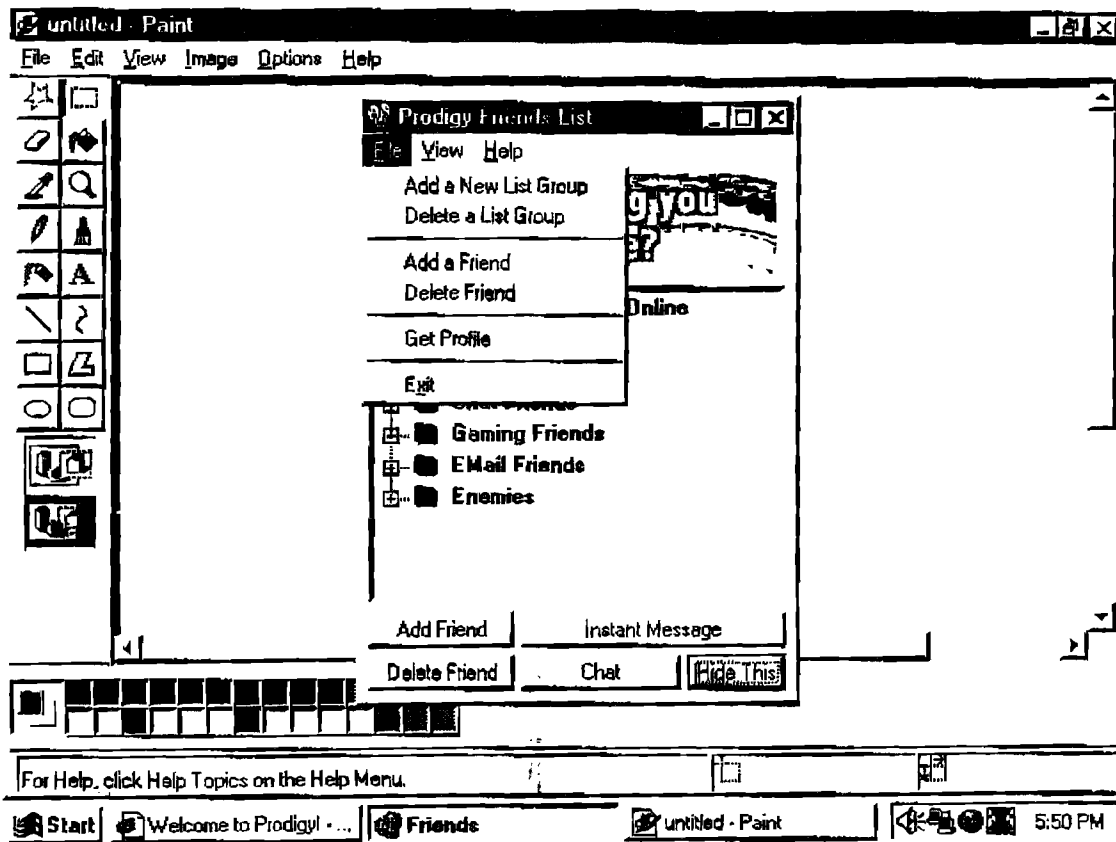 untitled - Paint
File Edit View Image Options Help
Prodigy Friends List
File View Help
Add a New List Group
Delete a List Group
g you
e?
Add a Friend
Delete Friend
Online
Get Profile
Exit
Gaming Friends
EMail Friends
Enemies
Add Friend Instant Message
Delete Friend Chat Hide This
For Help, click Help Topics on the Help Menu.
Start Welcome to Prodigy! - ... Friends untitled - Paint 5:50 PM